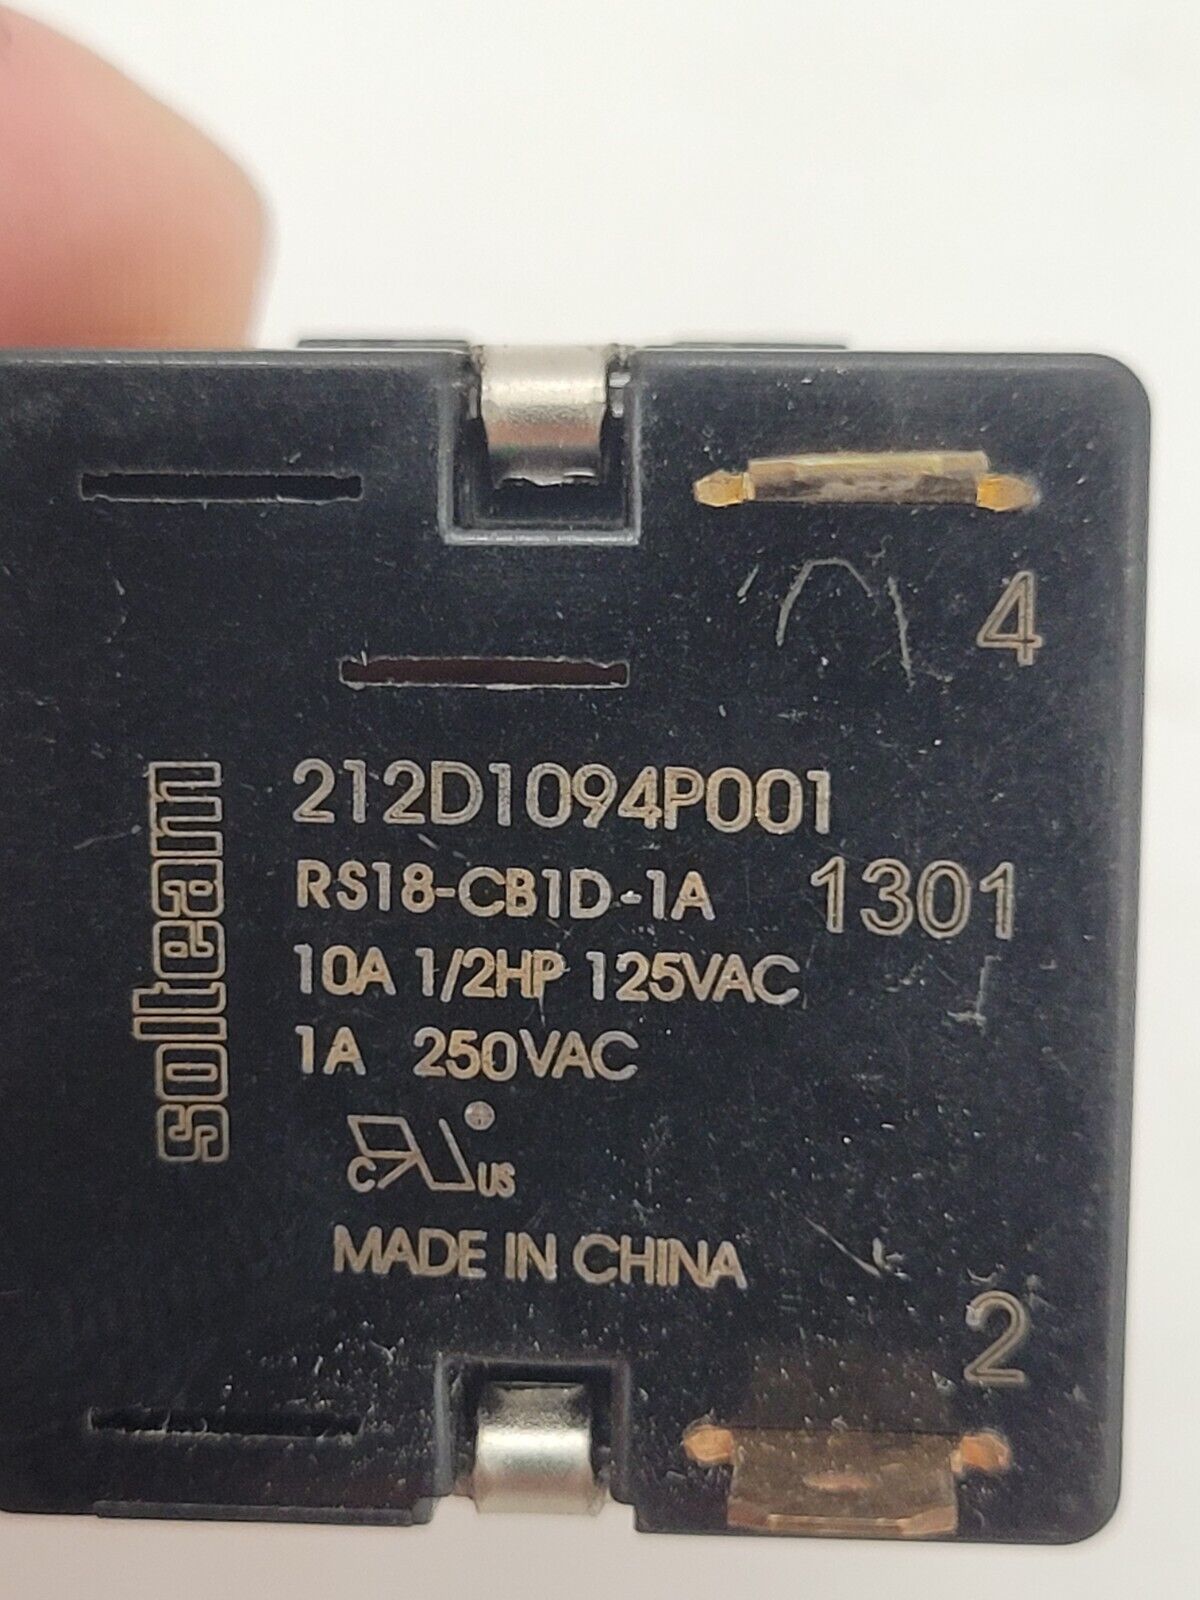 4
212D1094P001
RS18-CB1D-1A
1301
10A 1/2HP 125VAC
1A 250VAC
C US
MADE IN CHINA
2
solteam